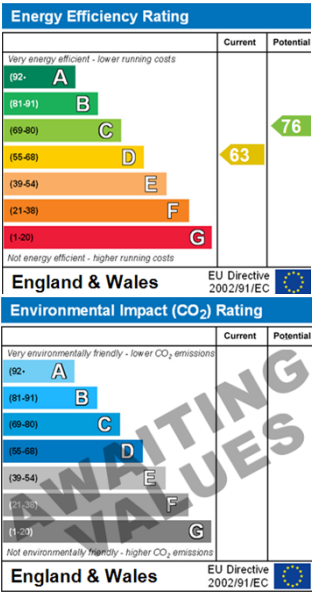 Energy Efficiency Rating
Current Potential
Very energy efficient - lower running costs
(92- A
(81-91) B
(69-80) C
76
(55-68) D
63
(39-54) E
(21-38) F
(1-20) G
Not energy efficient - higher running costs
England & Wales
EU Directive
2002/91/EC
Environmental Impact (CO2) Rating
Current Potential
Very environmentally friendly - lower CO2 emissions
(92- A
(81-91) B
(69-80) C
(55-68) D
(39-54) E
(21-38) F
(1-20) G
AWAITING
VALUES
Not environmentally friendly - higher CO2 emissions
England & Wales
EU Directive
2002/91/EC